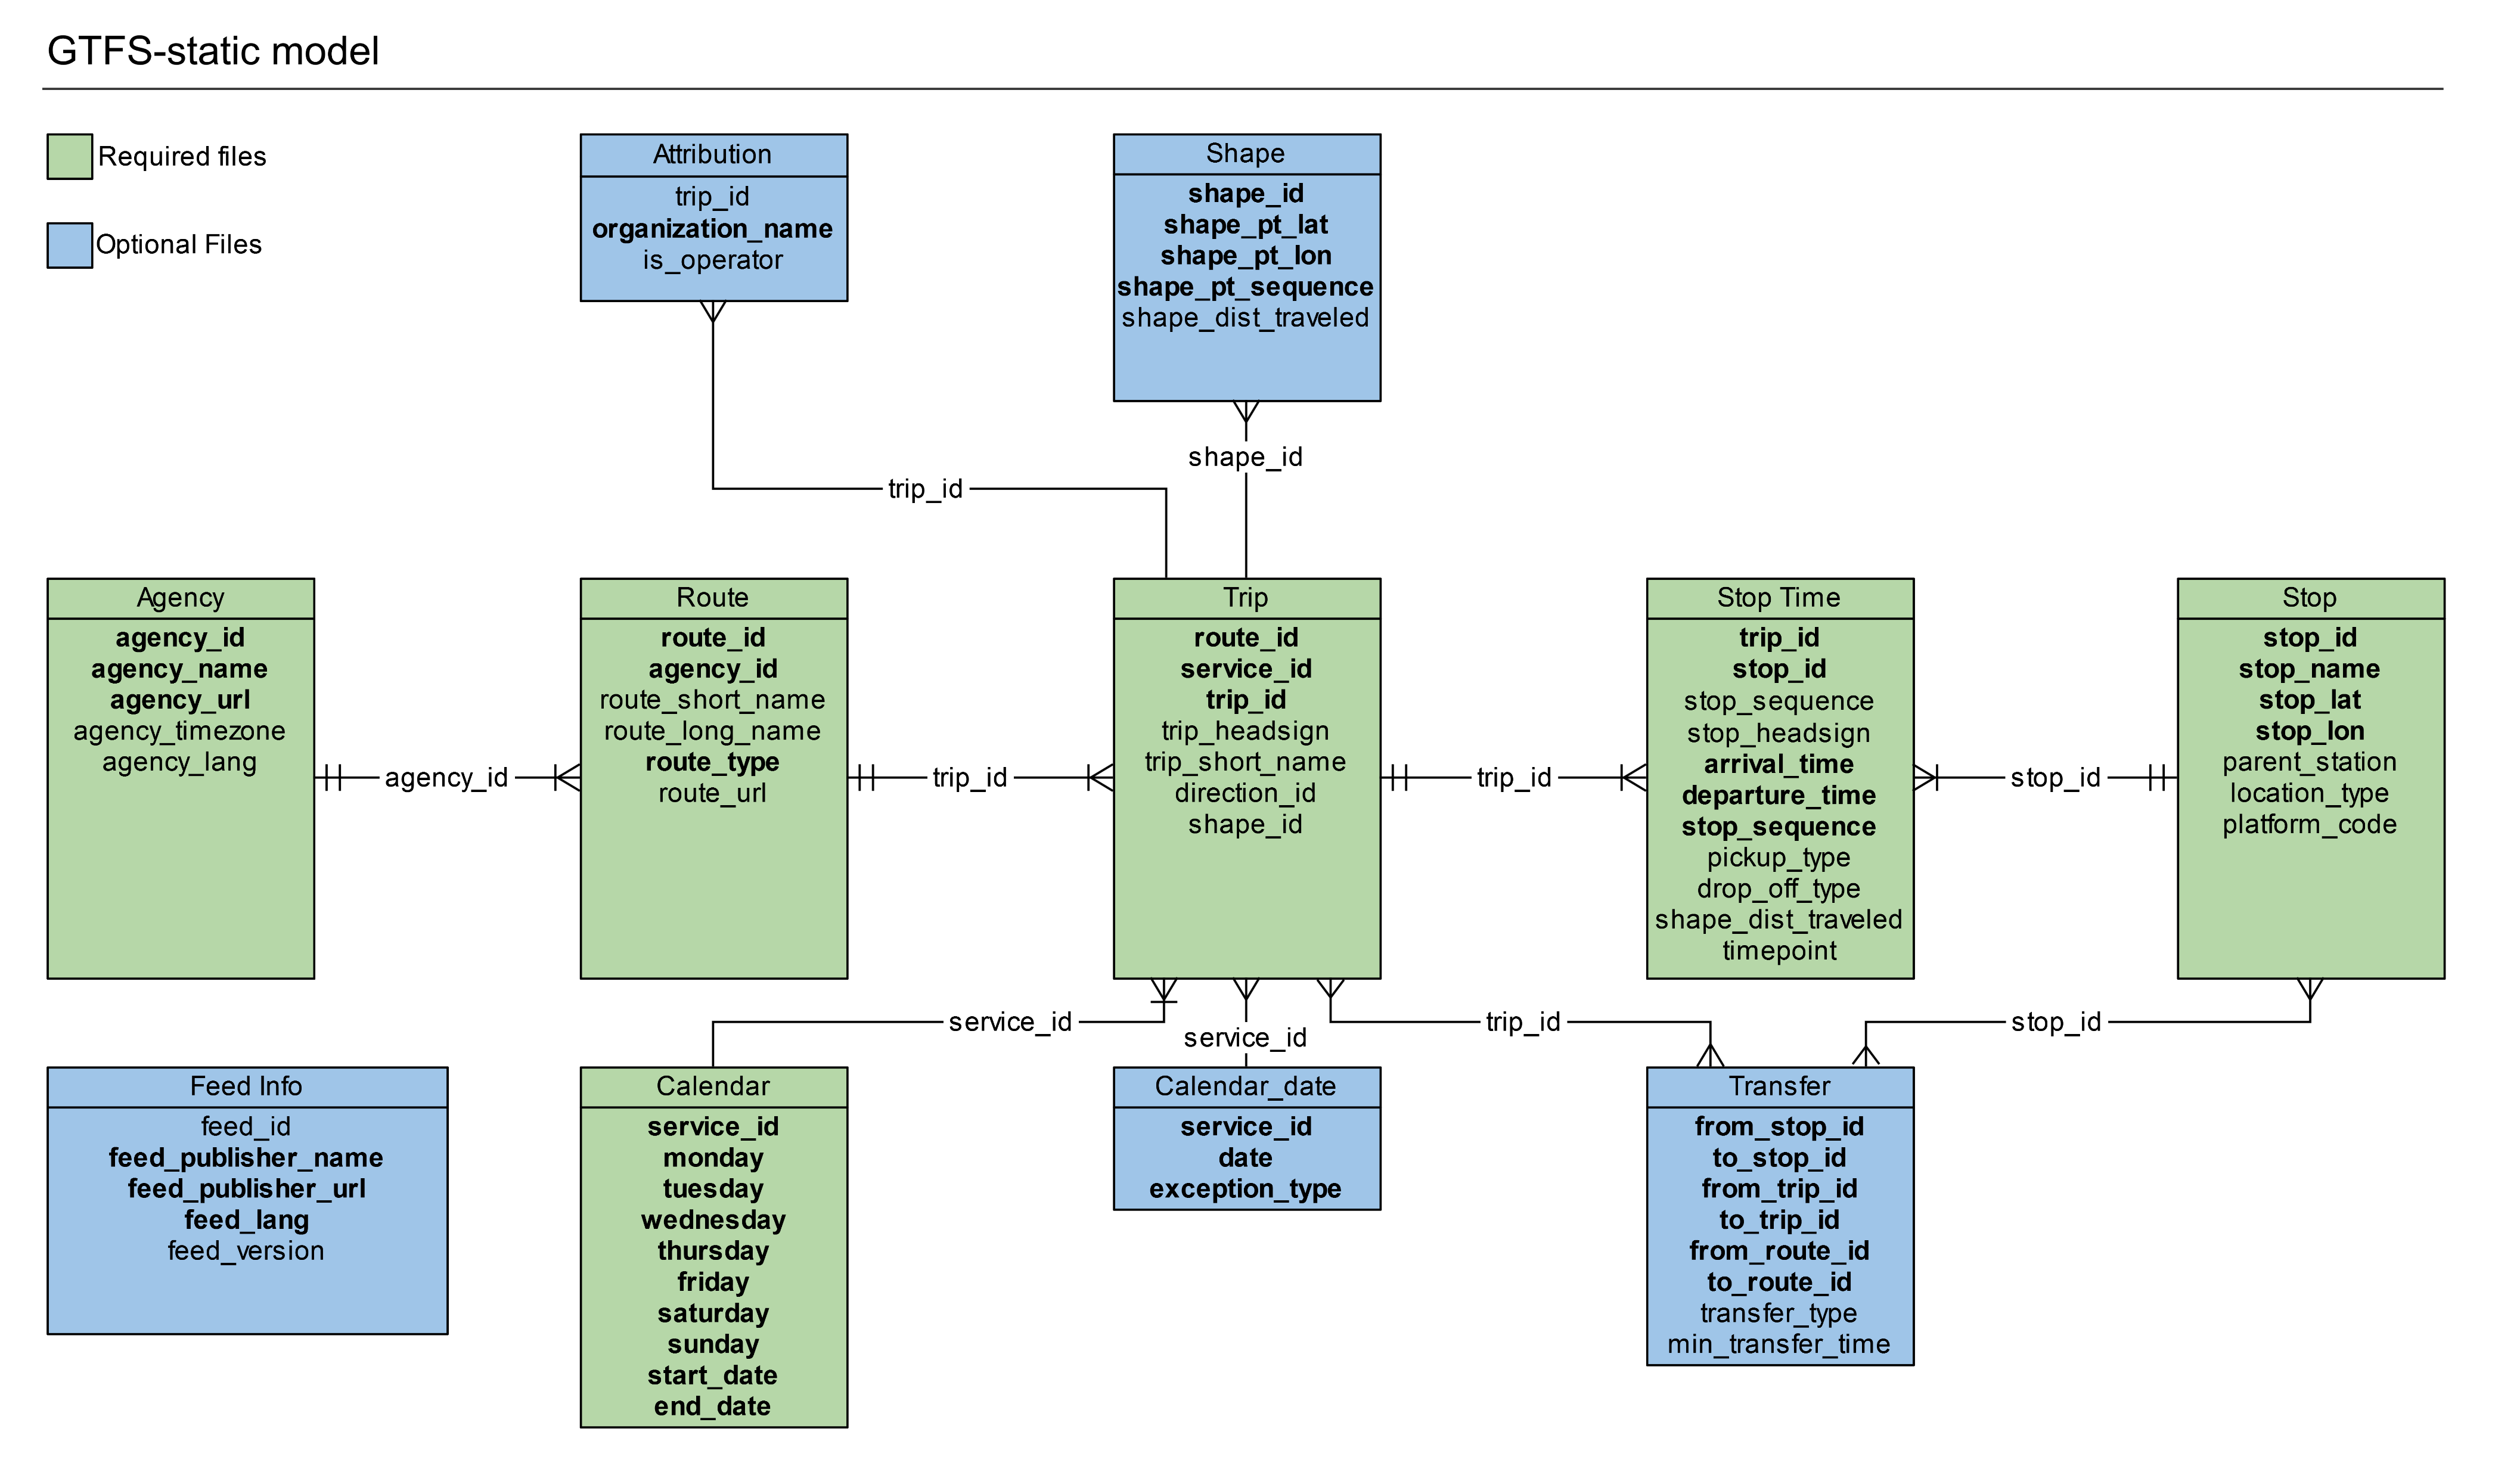 GTFS-static model
Required files
Optional Files
Attribution
trip_id
organization_name
is_operator
Shape
shape_id
shape_pt_lat
shape_pt_lon
shape_pt_sequence
shape_dist_traveled
shape_id
trip_id
Agency
agency_id
agency_name
agency_url
agency_timezone
agency_lang
agency_id
Route
route_id
agency_id
route_short_name
route_long_name
route_type
route_url
trip_id
Trip
route_id
service_id
trip_id
trip_headsign
trip_short_name
direction_id
shape_id
trip_id
Stop Time
trip_id
stop_id
stop_sequence
stop_headsign
arrival_time
departure_time
stop_sequence
pickup_type
drop_off_type
shape_dist_traveled
timepoint
stop_id
Stop
stop_id
stop_name
stop_lat
stop_lon
parent_station
location_type
platform_code
service_id
service_id
trip_id
stop_id
Feed Info
feed_id
feed_publisher_name
feed_publisher_url
feed_lang
feed_version
Calendar
service_id
monday
tuesday
wednesday
thursday
friday
saturday
sunday
start_date
end_date
Calendar_date
service_id
date
exception_type
Transfer
from_stop_id
to_stop_id
from_trip_id
to_trip_id
from_route_id
to_route_id
transfer_type
min_transfer_time